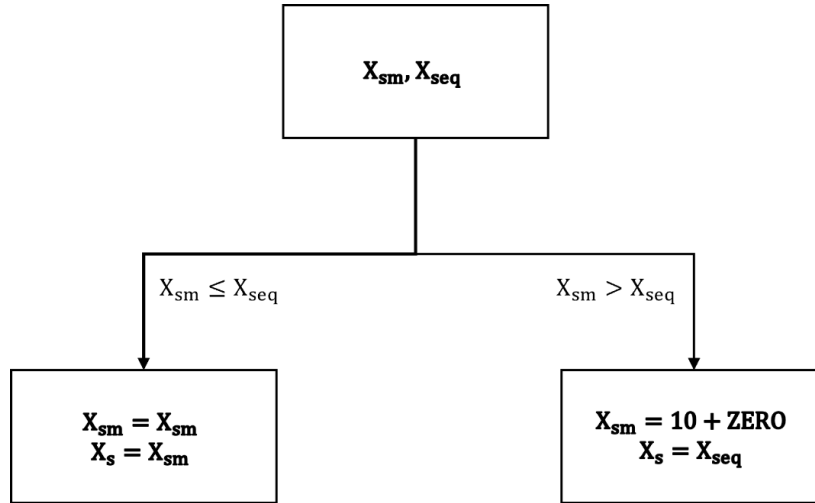 X_sm, X_seq
X_sm ≤ X_seq
X_sm > X_seq
X_sm = X_sm
X_s = X_sm
X_sm = 10 + ZERO
X_s = X_seq